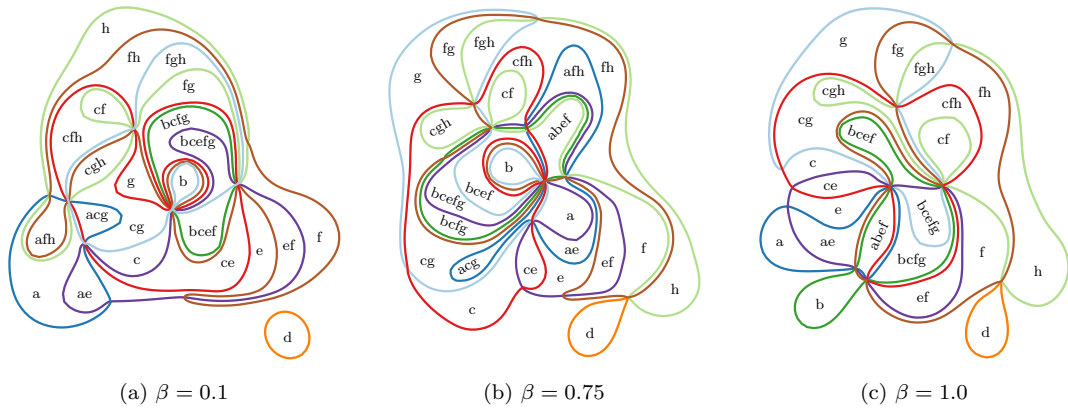 h
fh
fgh
fg
cf
bcfg
bcefg
cfh
cgh
g
b
acg
cg
afh
bcef
c
ce
e
ef
f
a
ae
d
(a) β = 0.1
fg
fgh
g
cfh
afh
fh
cf
cgh
abef
b
bcef
bcefg
bcfg
a
cg
acg
ae
ce
e
ef
f
h
c
d
(b) β = 0.75
g
fg
fgh
fh
cgh
cfh
cg
bcef
cf
c
ce
e
bcefg
a
ae
abef
bcfg
f
h
b
ef
d
(c) β = 1.0